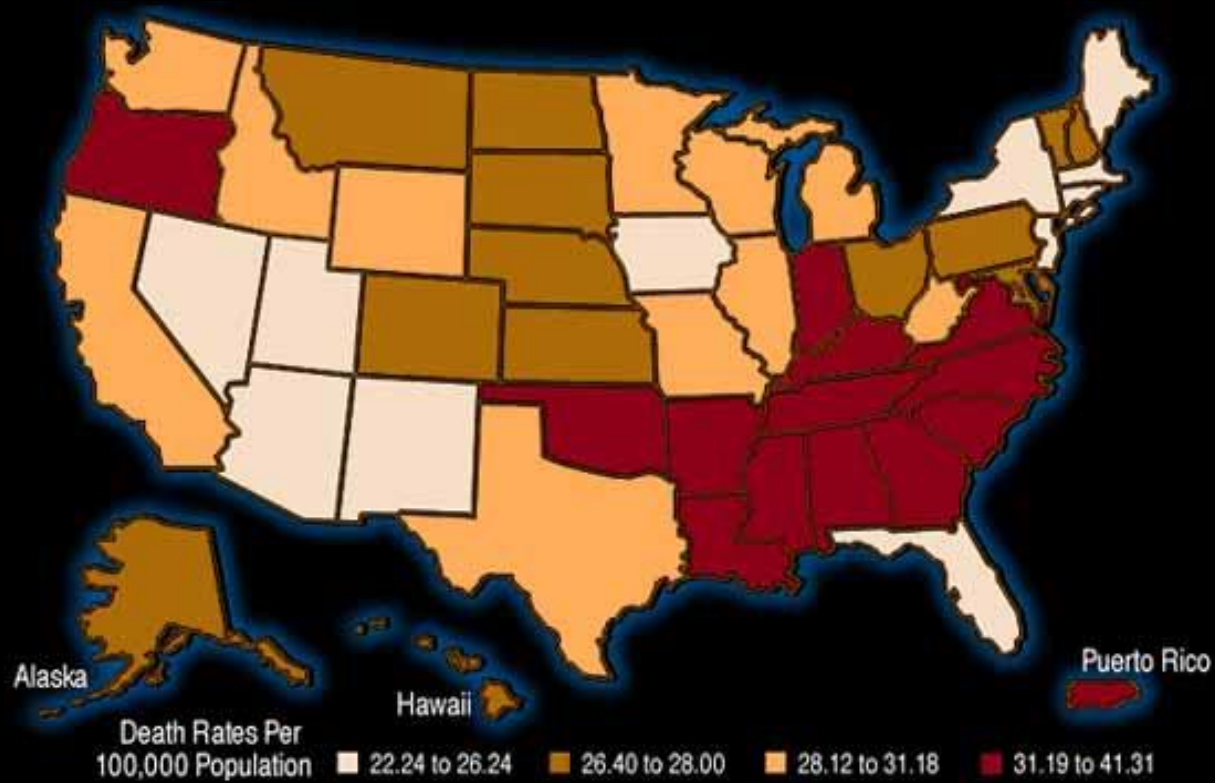 Alaska
Hawaii
Puerto Rico
Death Rates Per
100,000 Population
22.24 to 26.24
26.40 to 28.00
28.12 to 31.18
31.19 to 41.31